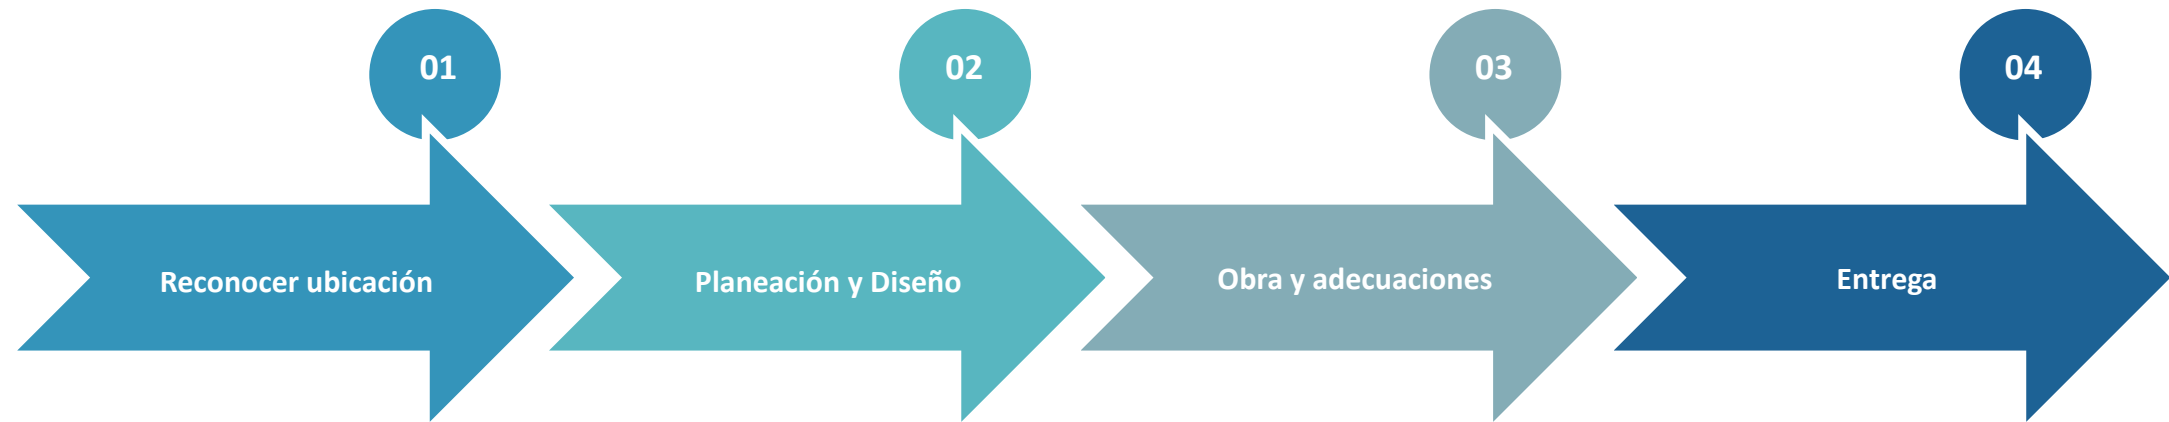 01
02
03
04
Reconocer ubicación
Planeación y Diseño
Obra y adecuaciones
Entrega